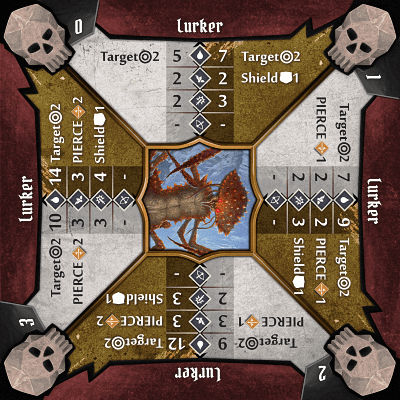 0
Lurker
Target 2 5 7 Target 2
2 2 Shield 1
2 3
- -
1
Lurker
Target 2 7 9 Target 2
PIERCE 1 2 2 PIERCE 1
2 3 Shield 1
- -
2
Lurker
Target 2 9 12 Target 2
PIERCE 1 3 3 PIERCE 2
2 3 Shield 1
- -
3
Lurker
Target 2 10 14 Target 2
PIERCE 2 3 3 PIERCE 2
3 4 Shield 1
- -